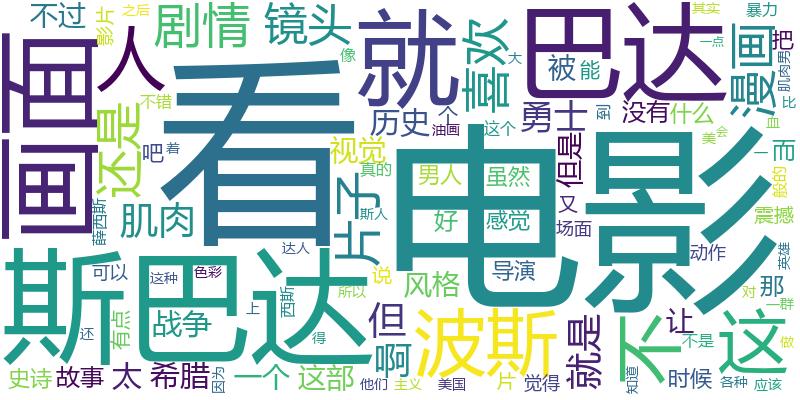 不过
影片
之后
剧情
镜头
就
巴达
其实
暴力
一点
把
肌肉男
漫画
比
画面
人
看
像
喜欢
大
被
能
不错
还是
吧
着
历史
个
油画
这个
勇士
到
没有
什么
自
美
会
一
而
视觉
真的
电影
但是
薛西斯
肌肉
片子
斯人
男人
虽然
好
感觉
又
场面
般的
震撼
英雄
斯巴达
可以
这种
色彩
达人
西斯
所以
说
风格
导演
动作
那
对
一群
上
得
还
有点
战争
但
啊
波斯
就是
不
让
不是
这
做
史诗
故事
太
希腊
因为
一个
这部
他们
主义
美国
片
觉得
知道
时候
各种
应该